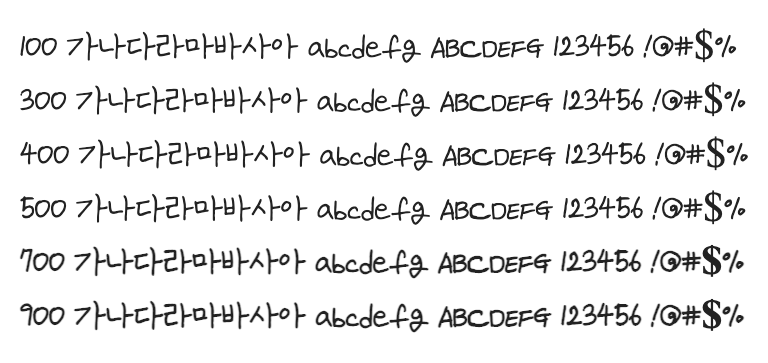 100 가나다라마바사아 abcdefg ABCDEFG 123456 !@#$%
300 가나다라마바사아 abcdefg ABCDEFG 123456 !@#$%
400 가나다라마바사아 abcdefg ABCDEFG 123456 !@#$%
500 가나다라마바사아 abcdefg ABCDEFG 123456 !@#$%
700 가나다라마바사아 abcdefg ABCDEFG 123456 !@#$%
900 가나다라마바사아 abcdefg ABCDEFG 123456 !@#$%